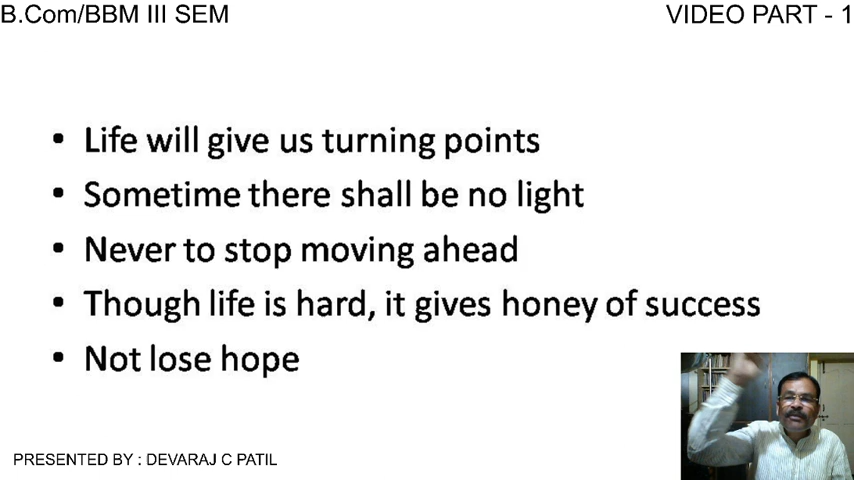 B.Com/BBM III SEM
VIDEO PART - 1
• Life will give us turning points
• Sometime there shall be no light
• Never to stop moving ahead
• Though life is hard, it gives honey of success
• Not lose hope
PRESENTED BY : DEVARAJ C PATIL